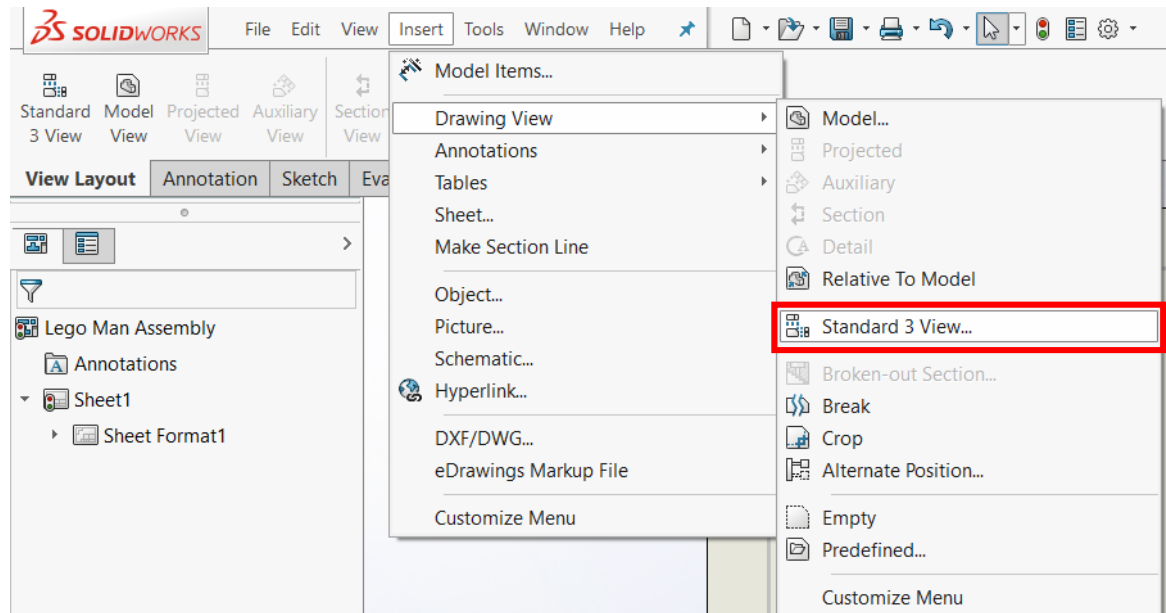 SOLIDWORKS File Edit View Insert Tools Window Help
Standard 3 View
Model View
Projected View
Auxiliary View
Section View
View Layout Annotation Sketch Eva
Lego Man Assembly
A Annotations
Sheet1
Sheet Format1
Model Items...
Drawing View
Annotations
Tables
Sheet...
Make Section Line
Object...
Picture...
Schematic...
Hyperlink...
DXF/DWG...
eDrawings Markup File
Customize Menu
Model...
Projected
Auxiliary
Section
Detail
Relative To Model
Standard 3 View...
Broken-out Section...
Break
Crop
Alternate Position...
Empty
Predefined...
Customize Menu